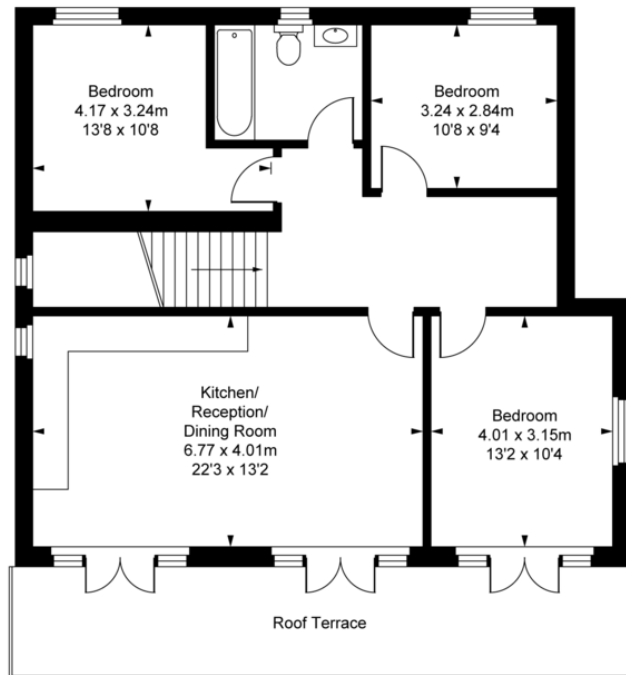 Bedroom
4.17 x 3.24m
13'8 x 10'8
Bedroom
3.24 x 2.84m
10'8 x 9'4
Kitchen/
Reception/
Dining Room
6.77 x 4.01m
22'3 x 13'2
Bedroom
4.01 x 3.15m
13'2 x 10'4
Roof Terrace